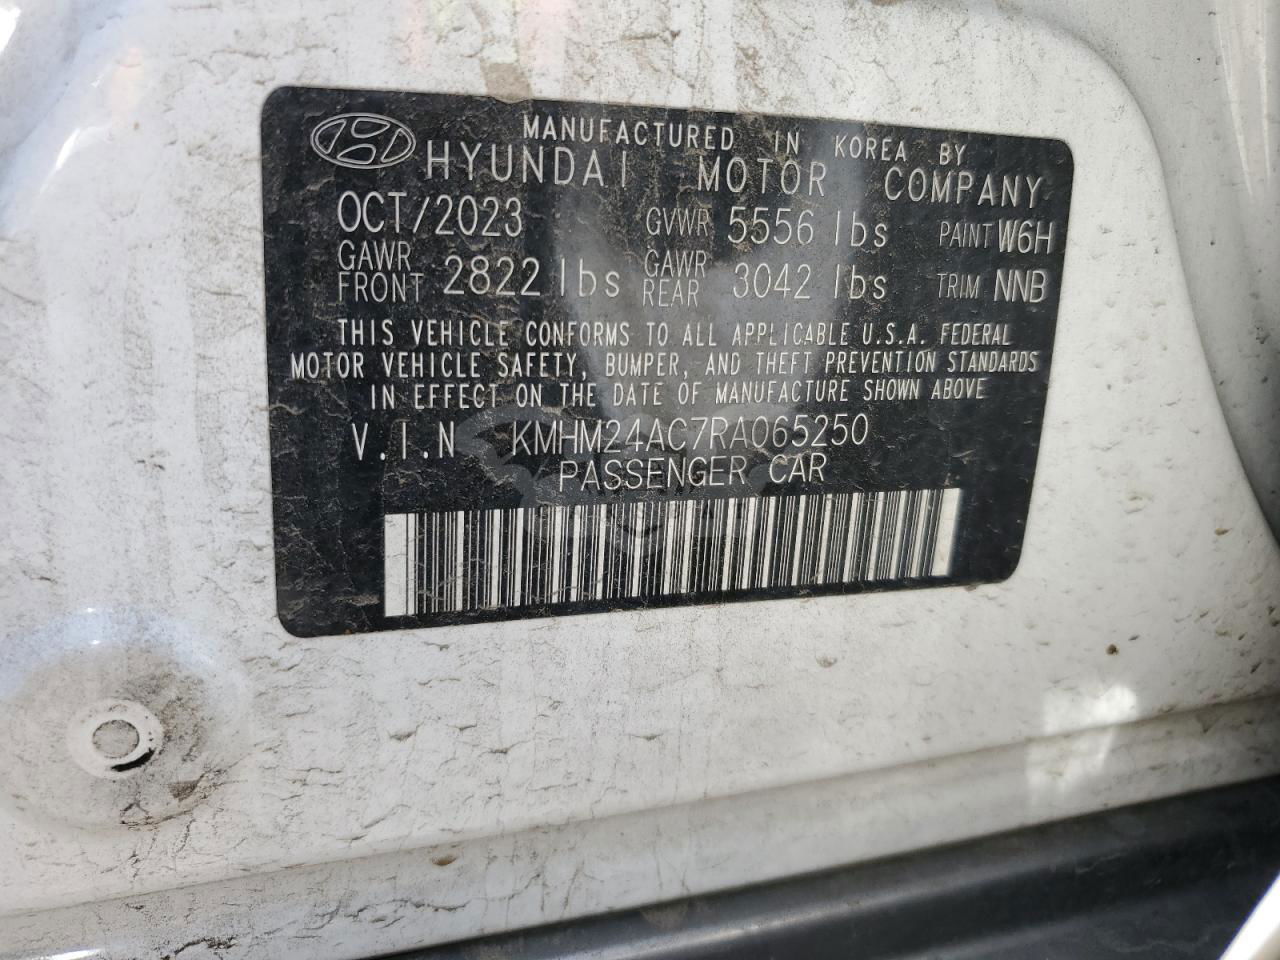 MANUFACTURED IN KOREA BY
HYUNDAI MOTOR COMPANY
OCT/2023 GVWR 5556 lbs PAINT W6H
GAWR FRONT 2822 lbs GAWR REAR 3042 lbs TRIM NNB
THIS VEHICLE CONFORMS TO ALL APPLICABLE U.S.A. FEDERAL
MOTOR VEHICLE SAFETY, BUMPER, AND THEFT PREVENTION STANDARDS
IN EFFECT ON THE DATE OF MANUFACTURE SHOWN ABOVE
V.I.N KMHM24AC7RA065250
PASSENGER CAR